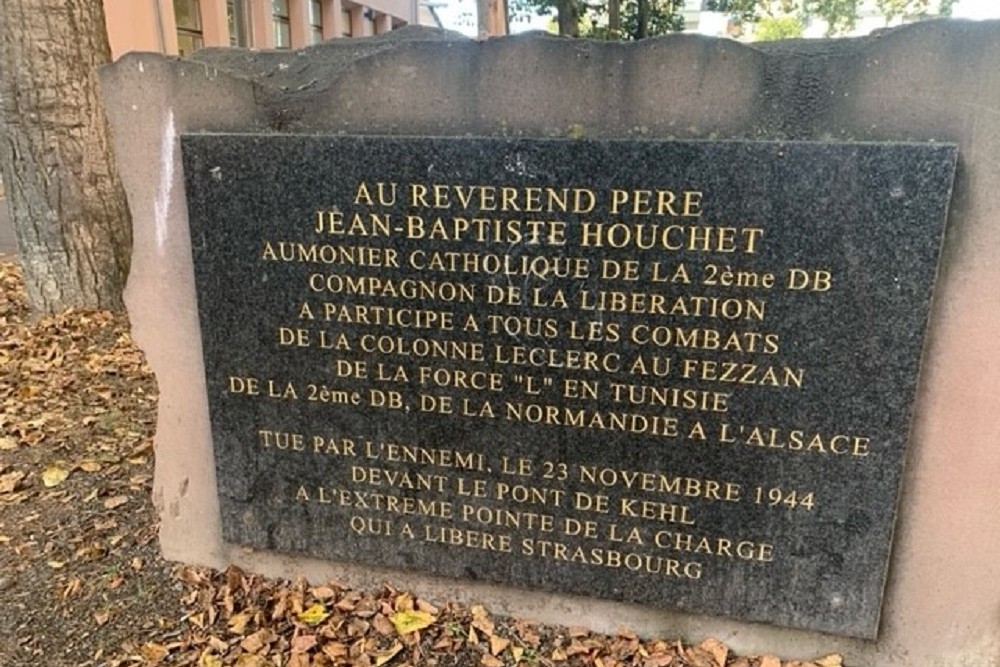 AU REVEREND PERE
JEAN-BAPTISTE HOUCHET
AUMONIER CATHOLIQUE DE LA 2ème DB
COMPAGNON DE LA LIBERATION
A PARTICIPE A TOUS LES COMBATS
DE LA COLONNE LECLERC AU FEZZAN
DE LA FORCE "L" EN TUNISIE
DE LA 2ème DB, DE LA NORMANDIE A L'ALSACE
TUE PAR L'ENNEMI, LE 23 NOVEMBRE 1944
DEVANT LE PONT DE KEHL
A L'EXTREME POINTE DE LA CHARGE
QUI A LIBERE STRASBOURG